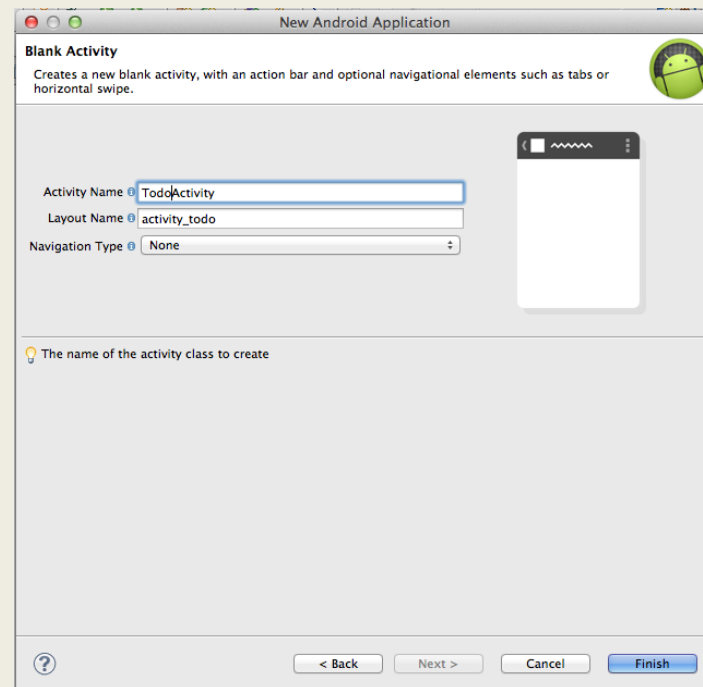 New Android Application
Blank Activity
Creates a new blank activity, with an action bar and optional navigational elements such as tabs or
horizontal swipe.
Activity Name TodoActivity
Layout Name activity_todo
Navigation Type None
The name of the activity class to create
? < Back Next > Cancel Finish